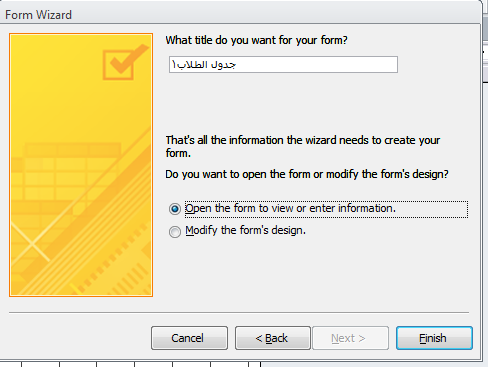 Form Wizard
What title do you want for your form?
جدول الطلاب١
That's all the information the wizard needs to create your
form.
Do you want to open the form or modify the form's design?
Open the form to view or enter information.
Modify the form's design.
Cancel
< Back
Next >
Finish